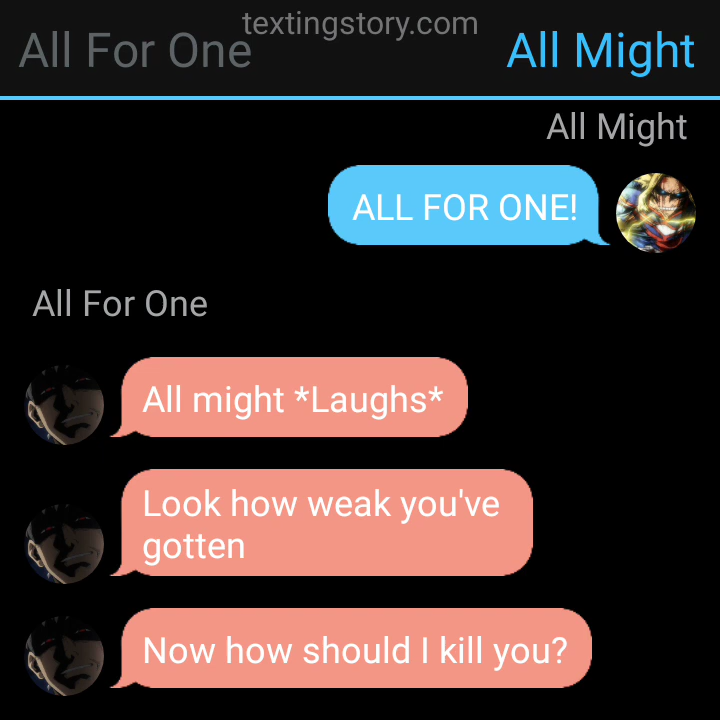 textingstory.com
All For One
All Might
All Might
ALL FOR ONE!
All For One
All might *Laughs*
Look how weak you've
gotten
Now how should I kill you?